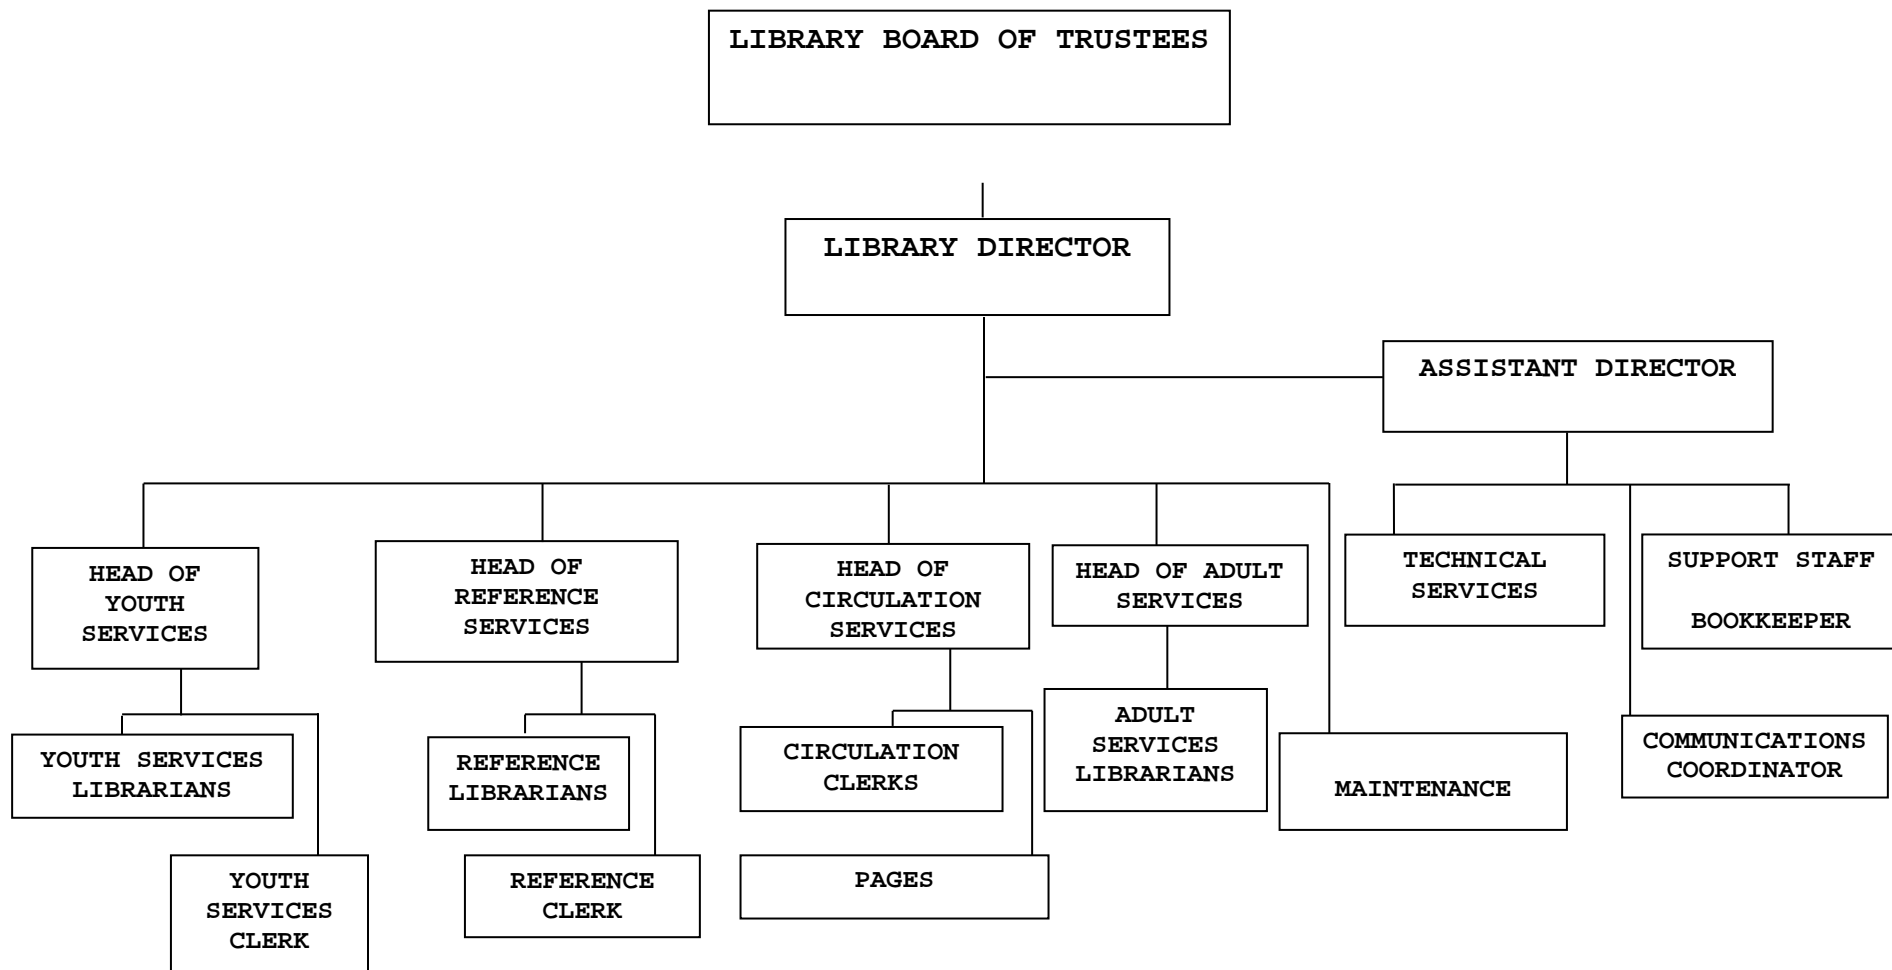 LIBRARY BOARD OF TRUSTEES
LIBRARY DIRECTOR
ASSISTANT DIRECTOR
HEAD OF
YOUTH
SERVICES
HEAD OF
REFERENCE
SERVICES
HEAD OF
CIRCULATION
SERVICES
HEAD OF ADULT
SERVICES
TECHNICAL
SERVICES
SUPPORT STAFF
BOOKKEEPER
YOUTH SERVICES
LIBRARIANS
REFERENCE
LIBRARIANS
CIRCULATION
CLERKS
ADULT
SERVICES
LIBRARIANS
MAINTENANCE
COMMUNICATIONS
COORDINATOR
YOUTH
SERVICES
CLERK
REFERENCE
CLERK
PAGES